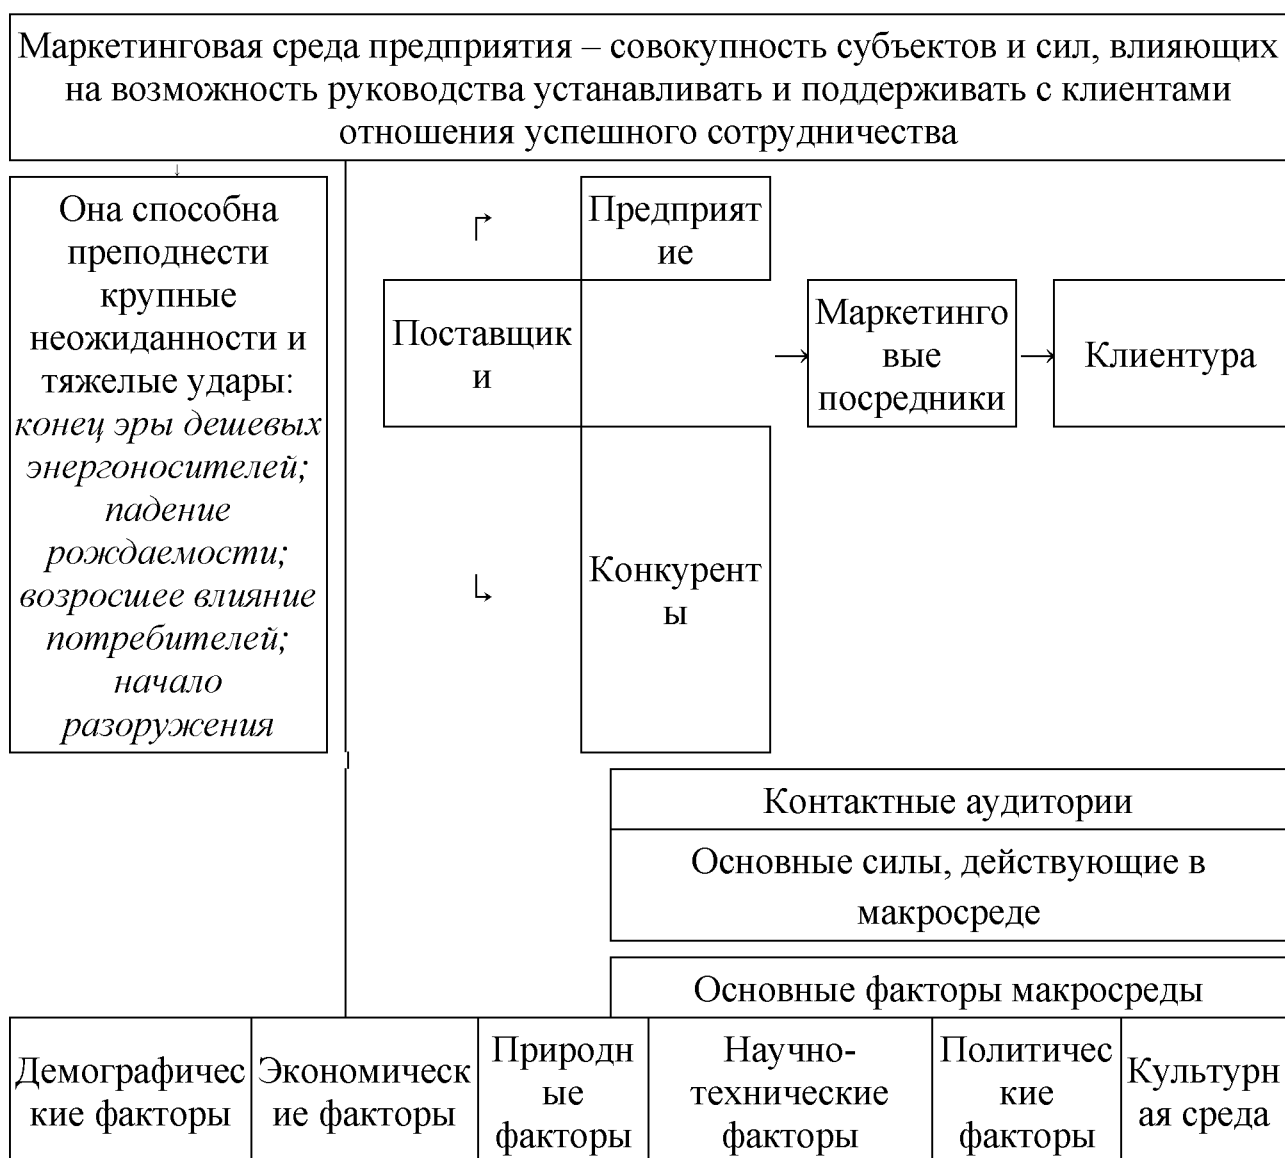 Маркетинговая среда предприятия – совокупность субъектов и сил, влияющих
на возможность руководства устанавливать и поддерживать с клиентами
отношения успешного сотрудничества
Она способна
преподнести
крупные
неожиданности и
тяжелые удары:
конец эры дешевых
энергоносителей;
падение
рождаемости;
возросшее влияние
потребителей;
начало
разоружения
Предприят
ие
Поставщик
и
Маркетинго
вые
посредники
Клиентура
Конкурент
ы
Контактные аудитории
Основные силы, действующие в
макросреде
Основные факторы макросреды
Демографичес
кие факторы
Экономическ
ие факторы
Природн
ые
факторы
Научно-
технические
факторы
Политичес
кие
факторы
Культурн
ая среда